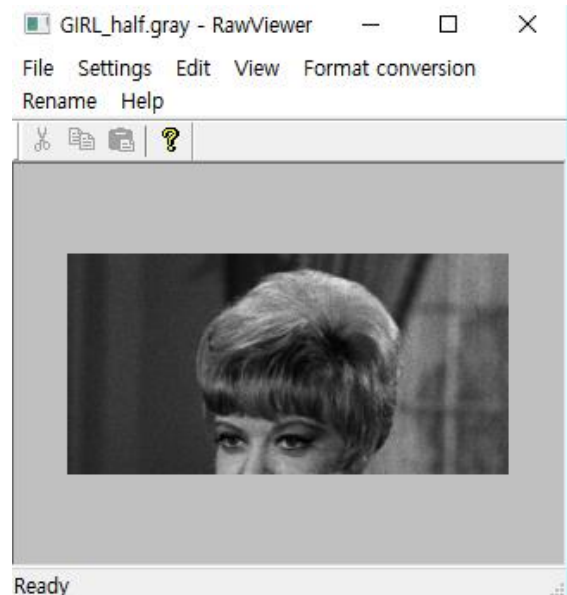 GIRL_half.gray - RawViewer
File Settings Edit View Format conversion
Rename Help
Ready